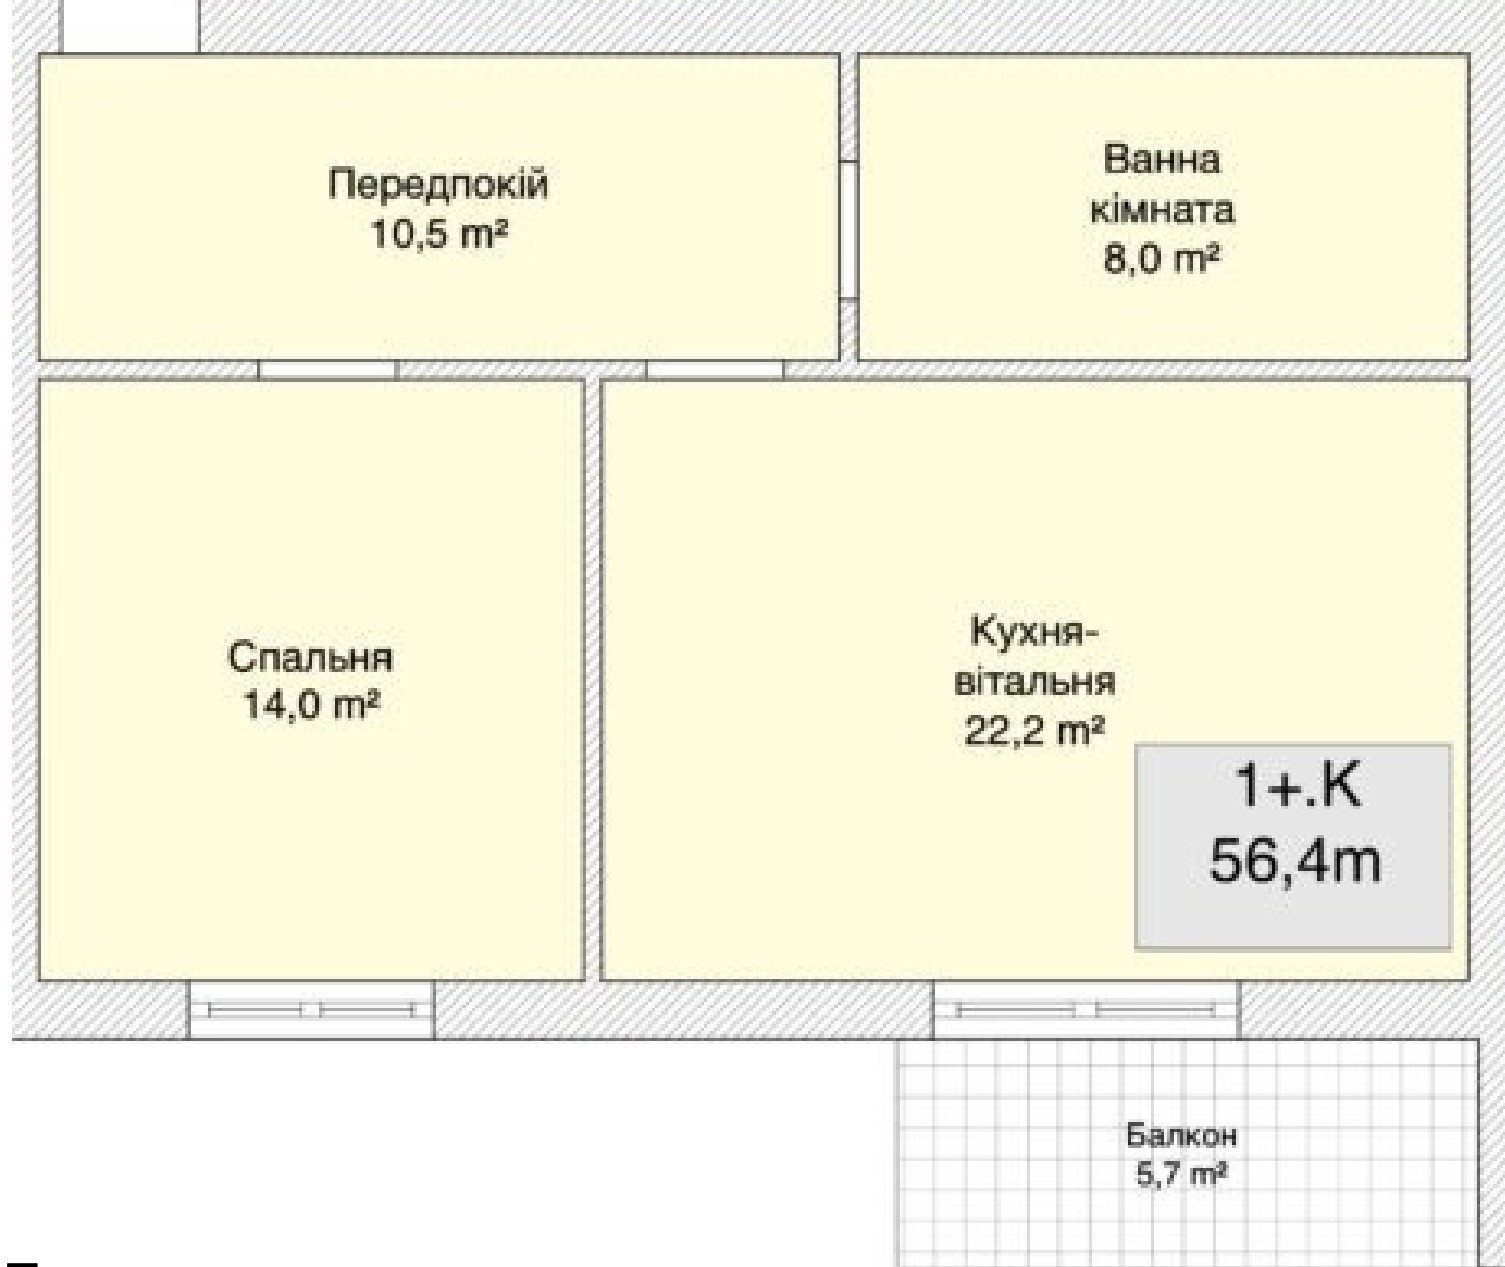 Передпокій
10,5 m²
Ванна
кімната
8,0 m²
Спальня
14,0 m²
Кухня-
вітальня
22,2 m²
1+.K
56,4m
Балкон
5,7 m²